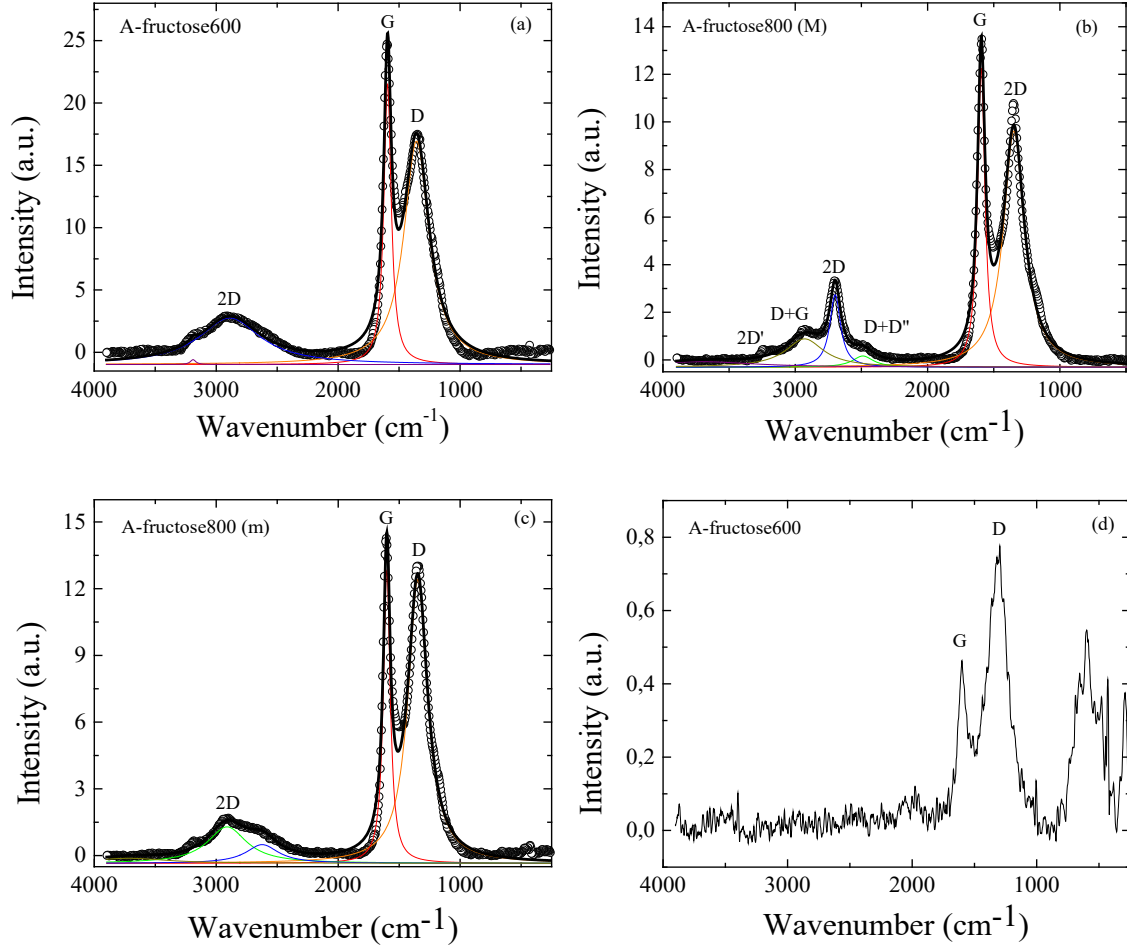 A-fructose600
(a)
G
D
2D
25
20
15
10
5
0
4000 3000 2000 1000
Intensity (a.u.)
Wavenumber (cm-1)
A-fructose800 (M)
(b)
G
2D
2D
D+G
2D'
D+D"
14
12
10
8
6
4
2
0
4000 3000 2000 1000
Intensity (a.u.)
Wavenumber (cm-1)
A-fructose800 (m)
(c)
G
D
2D
15
12
9
6
3
0
4000 3000 2000 1000
Intensity (a.u.)
Wavenumber (cm-1)
A-fructose600
(d)
D
G
0,8
0,6
0,4
0,2
0,0
4000 3000 2000 1000
Intensity (a.u.)
Wavenumber (cm-1)